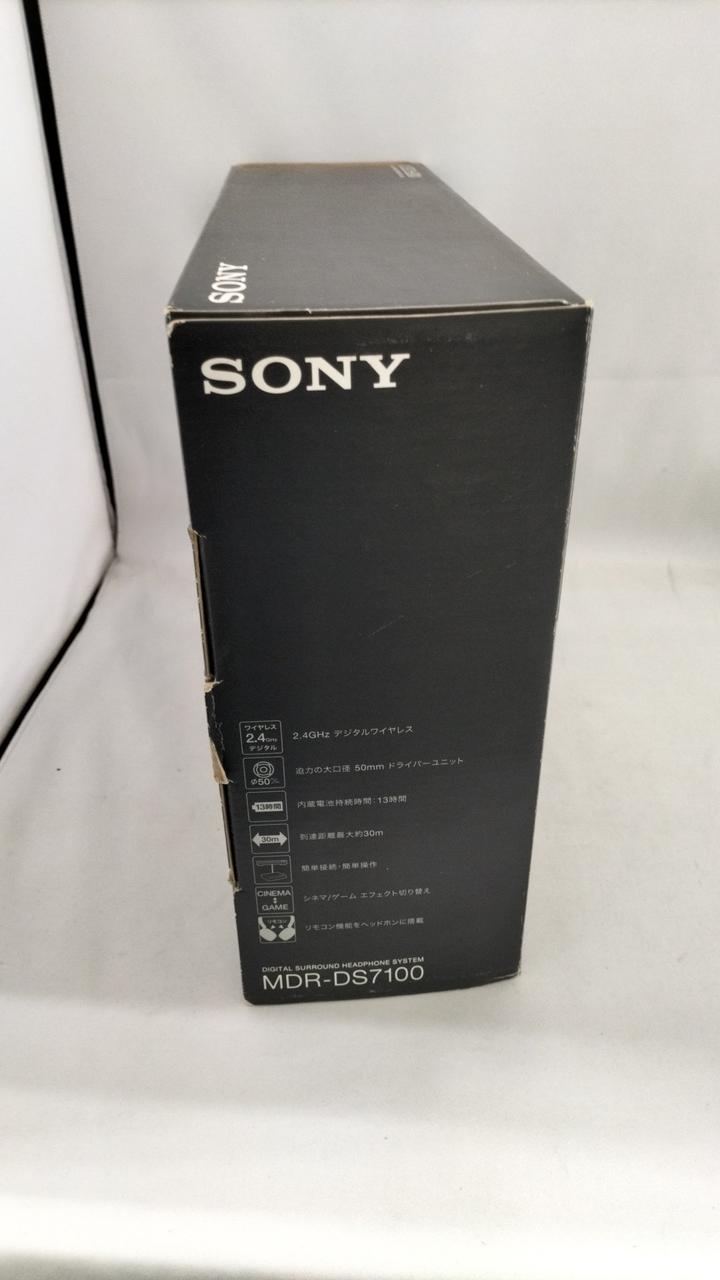 SONY
SONY
ワイヤレス
2.4GHz
デジタル
2.4GHz デジタルワイヤレス
φ50mm
迫力の大口径 50mm ドライバーユニット
13時間
内蔵電池持続時間：13時間
30m
到達距離最大約30m
簡単接続・簡単操作
CINEMA
GAME
シネマ/ゲーム エフェクト切り替え
リモコン
リモコン機能をヘッドホンに搭載
DIGITAL SURROUND HEADPHONE SYSTEM
MDR-DS7100